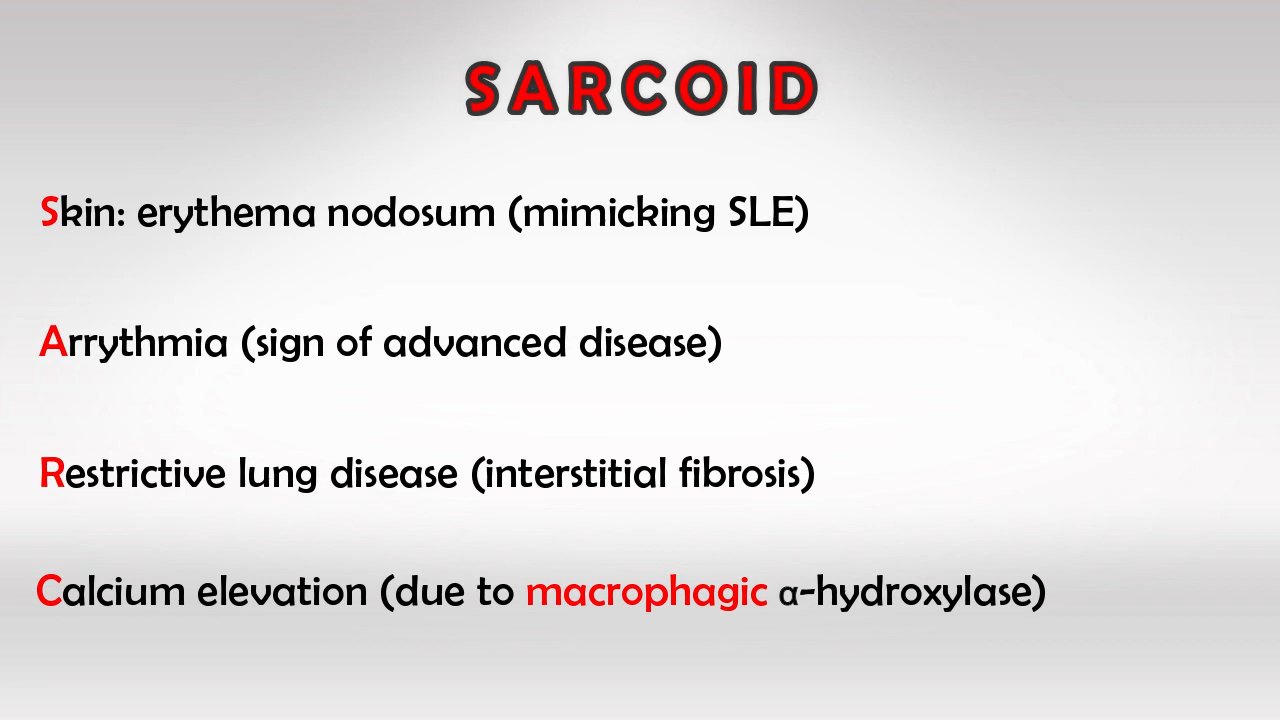 SARCOID
Skin: erythema nodosum (mimicking SLE)
Arrythmia (sign of advanced disease)
Restrictive lung disease (interstitial fibrosis)
Calcium elevation (due to macrophagic α-hydroxylase)